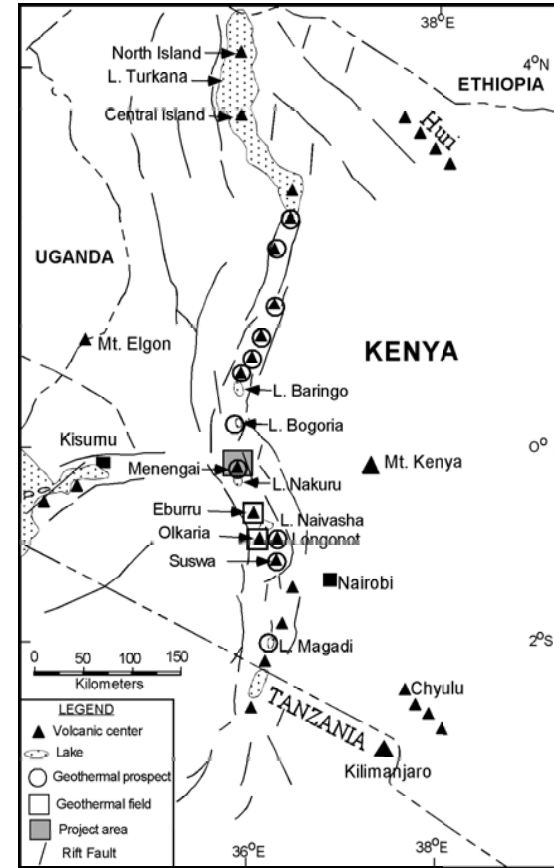 38°E
North Island
4°N
L. Turkana
ETHIOPIA
Central Island
Huri
UGANDA
Mt. Elgon
KENYA
L. Baringo
L. Bogoria
Kisumu
0°
Menengai
Mt. Kenya
L. Nakuru
Eburru
L. Naivasha
Olkaria
Longonot
Suswa
Nairobi
L. Magadi
2°S
0 50 100 150
Kilometers
Chyulu
TANZANIA
LEGEND
Volcanic center
Kilimanjaro
Lake
Geothermal prospect
Geothermal field
Project area
Rift Fault
36°E
38°E